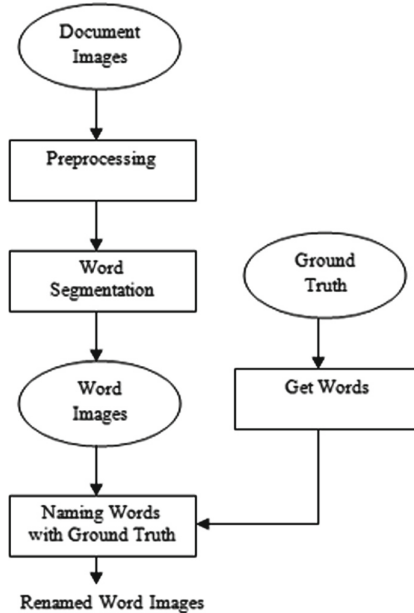 Document
Images
Preprocessing
Word
Segmentation
Ground
Truth
Word
Images
Get Words
Naming Words
with Ground Truth
Renamed Word Images